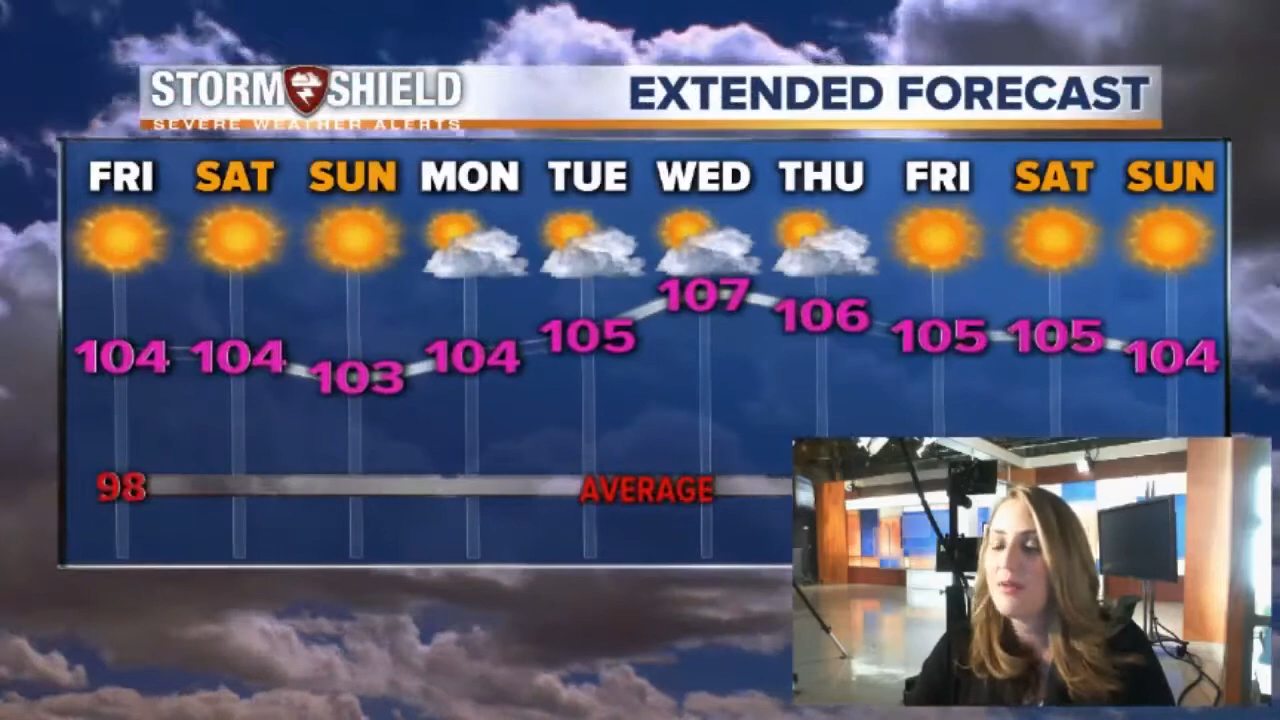 STORM SHIELD
SEVERE WEATHER ALERTS
EXTENDED FORECAST
FRI SAT SUN MON TUE WED THU FRI SAT SUN
104 104 103 104 105 107 106 105 105 104
98 AVERAGE